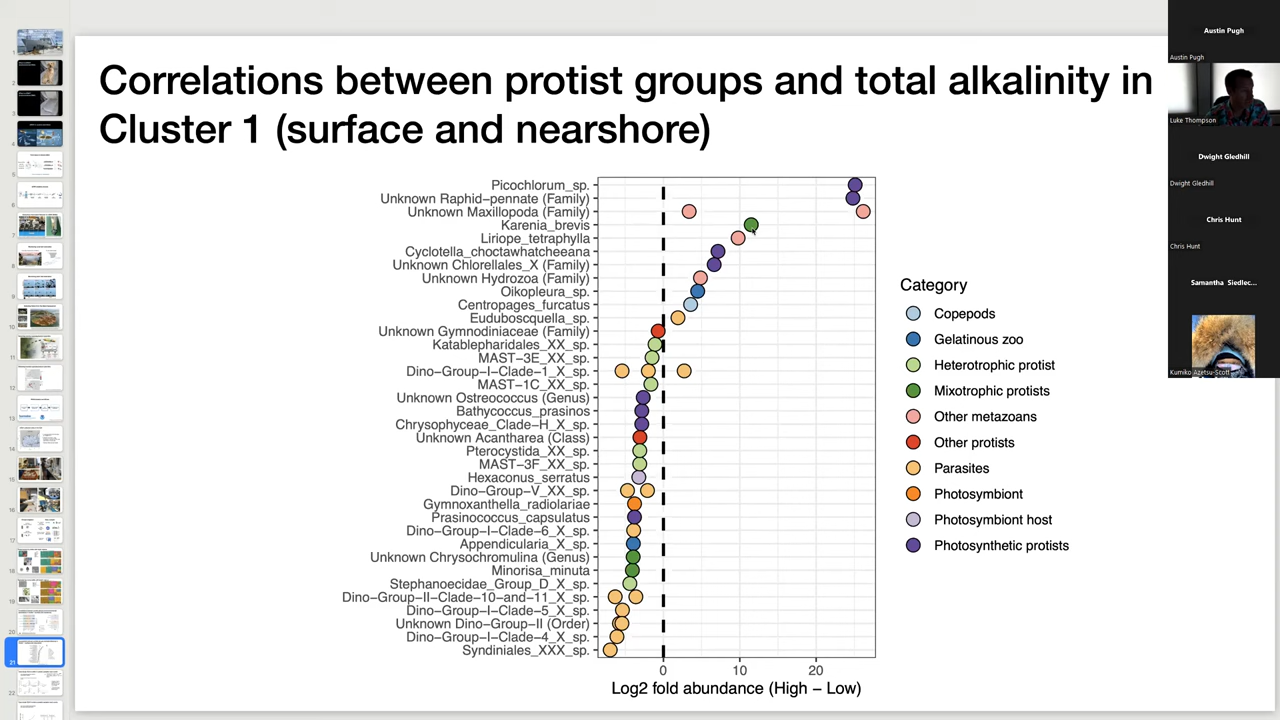 Correlations between protist groups and total alkalinity in
Cluster 1 (surface and nearshore)
Picochlorum_sp.
Unknown Raphid-pennate (Family)
Unknown Maxillopoda (Family)
Karenia_brevis
Liriope_tetraphylla
Cyclotella_choctawhatcheeana
Unknown Chlorellales_X (Family)
Unknown Hydrozoa (Family)
Oikopleura_sp.
Centropages_furcatus
Euduboscquella_sp.
Unknown Gymnodiniaceae (Family)
Katablepharidales_XX_sp.
MAST-3E_XX_sp.
Dino-Group-I-Clade-1_X_sp.
MAST-1C_XX_sp.
Unknown Ostreococcus (Genus)
Bathycoccus_prasinos
Chrysophyceae_Clade-H_X_sp.
Unknown Acantharea (Class)
Pterocystida_XX_sp.
MAST-3F_XX_sp.
Hexaconus_serratus
Dino-Group-V_XX_sp.
Gymnoxanthella_radiolariae
Prasinococcus_capsulatus
Dino-Group-I-Clade-6_X_sp.
Appendicularia_X_sp.
Unknown Chrysochromulina (Genus)
Minorisa_minuta
Stephanoecidae_Group_D_X_sp.
Dino-Group-II-Clade-10-and-11_X_sp.
Dino-Group-I-Clade-5_X_sp.
Unknown Dino-Group-II (Order)
Dino-Group-I-Clade-4_X_sp.
Syndiniales_XXX_sp.
0 10 20
Log2 fold abundance (High - Low)
Category
Copepods
Gelatinous zoo
Heterotrophic protist
Mixotrophic protists
Other metazoans
Other protists
Parasites
Photosymbiont
Photosymbiont host
Photosynthetic protists
Austin Pugh
Austin Pugh
Luke Thompson
Dwight Gledhill
Dwight Gledhill
Chris Hunt
Chris Hunt
Samantha Siedlec...
Kumiko Azetsu-Scott